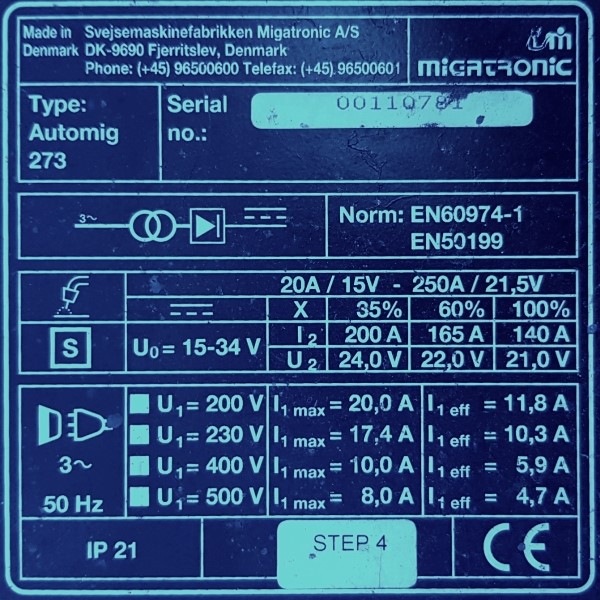 Made in Svejsemaskinefabrikken Migatronic A/S
Denmark DK-9690 Fjerritslev, Denmark
Phone: (+45) 96500600 Telefax: (+45) 96500601
MIGATRONIC
Type: Serial 00110781
Automig no.:
273
3~ Norm: EN60974-1
EN50199
20A / 15V - 250A / 21,5V
X 35% 60% 100%
S U0 = 15-34 V I2 200 A 165 A 140 A
U2 24,0 V 22,0 V 21,0 V
U1 = 200 V I1 max = 20,0 A I1 eff = 11,8 A
U1 = 230 V I1 max = 17,4 A I1 eff = 10,3 A
3~ U1 = 400 V I1 max = 10,0 A I1 eff = 5,9 A
50 Hz U1 = 500 V I1 max = 8,0 A I1 eff = 4,7 A
IP 21 STEP 4 CE